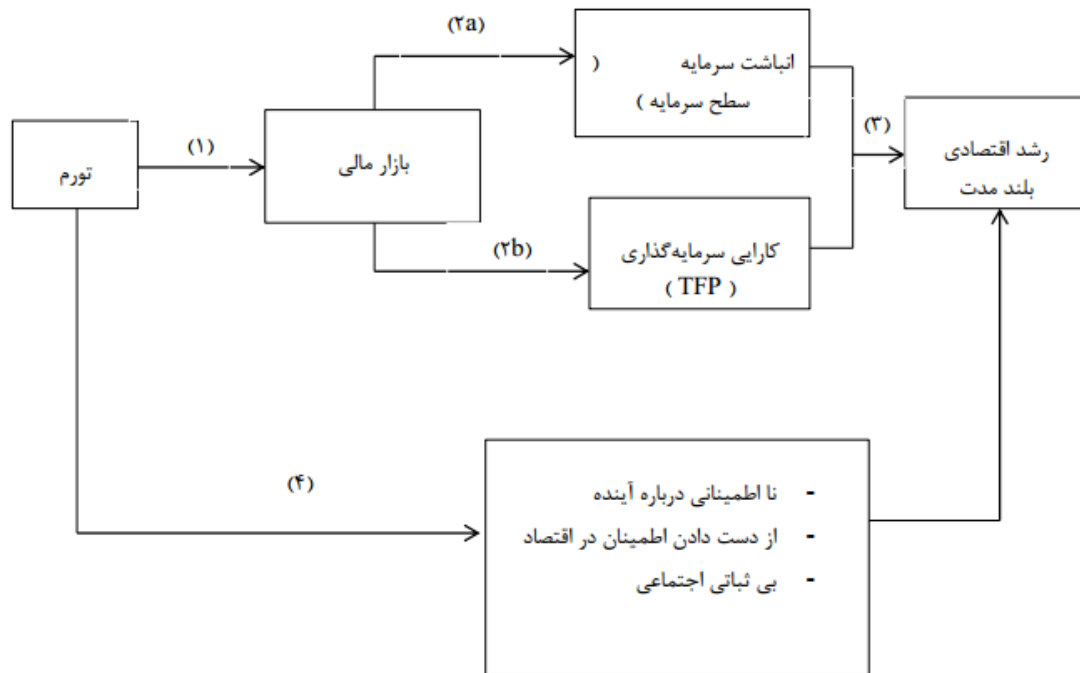 (۲a)
انباشت سرمایه (
سطح سرمایه )
(۳)
رشد اقتصادی
بلند مدت
(۱)
بازار مالی
تورم
(۲b)
کارایی سرمایه‌گذاری
( TFP )
(۴)
- نا اطمینانی درباره آینده
- از دست دادن اطمینان در اقتصاد
- بی ثباتی اجتماعی